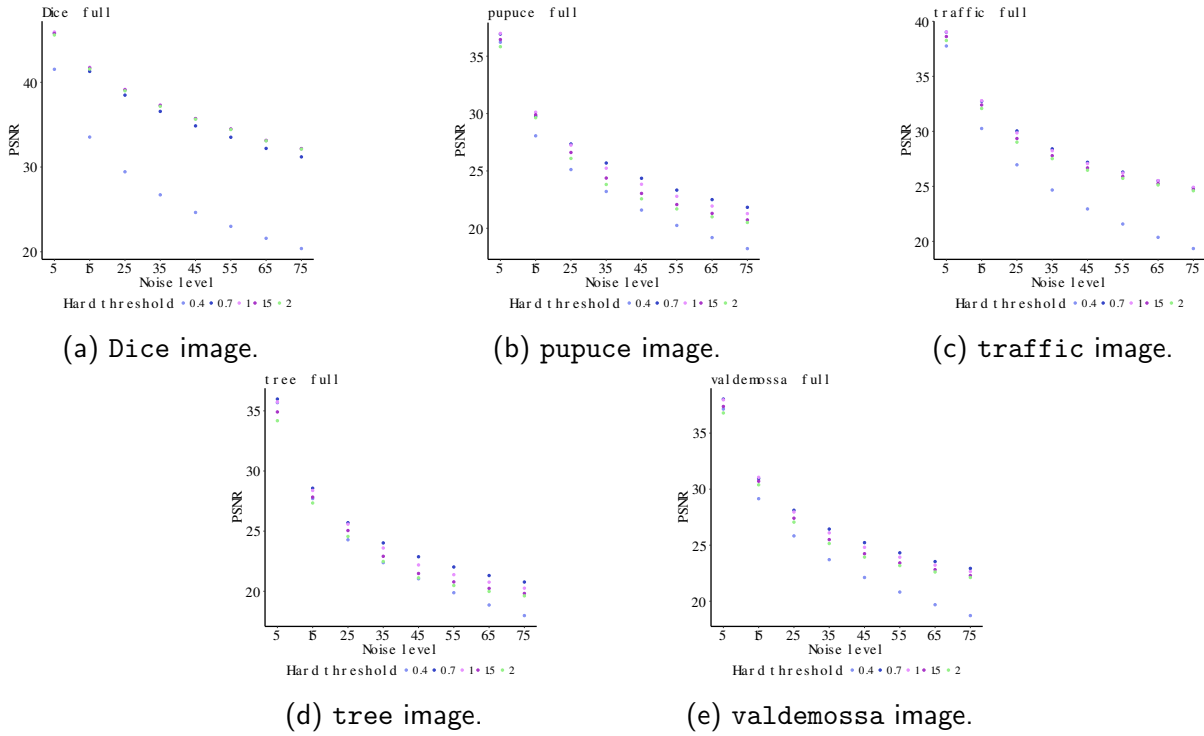 Dice full
PSNR
40
30
20
5 15 25 35 45 55 65 75
Noise level
Hard threshold 0.4 0.7 1 1.5 2
(a) Dice image.
pupuce full
PSNR
35
30
25
20
5 15 25 35 45 55 65 75
Noise level
Hard threshold 0.4 0.7 1 1.5 2
(b) pupuce image.
traffic full
PSNR
40
35
30
25
20
5 15 25 35 45 55 65 75
Noise level
Hard threshold 0.4 0.7 1 1.5 2
(c) traffic image.
tree full
PSNR
35
30
25
20
5 15 25 35 45 55 65 75
Noise level
Hard threshold 0.4 0.7 1 1.5 2
(d) tree image.
valdemossa full
PSNR
35
30
25
20
5 15 25 35 45 55 65 75
Noise level
Hard threshold 0.4 0.7 1 1.5 2
(e) valdemossa image.